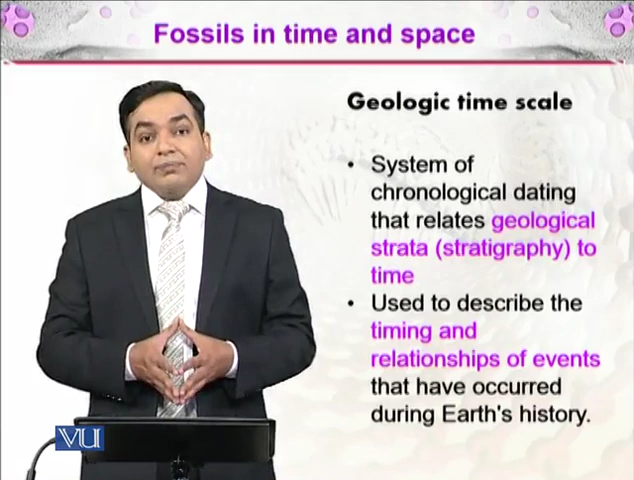 Fossils in time and space
Geologic time scale
• System of
chronological dating
that relates geological
strata (stratigraphy) to
time
• Used to describe the
timing and
relationships of events
that have occurred
during Earth's history.
VU